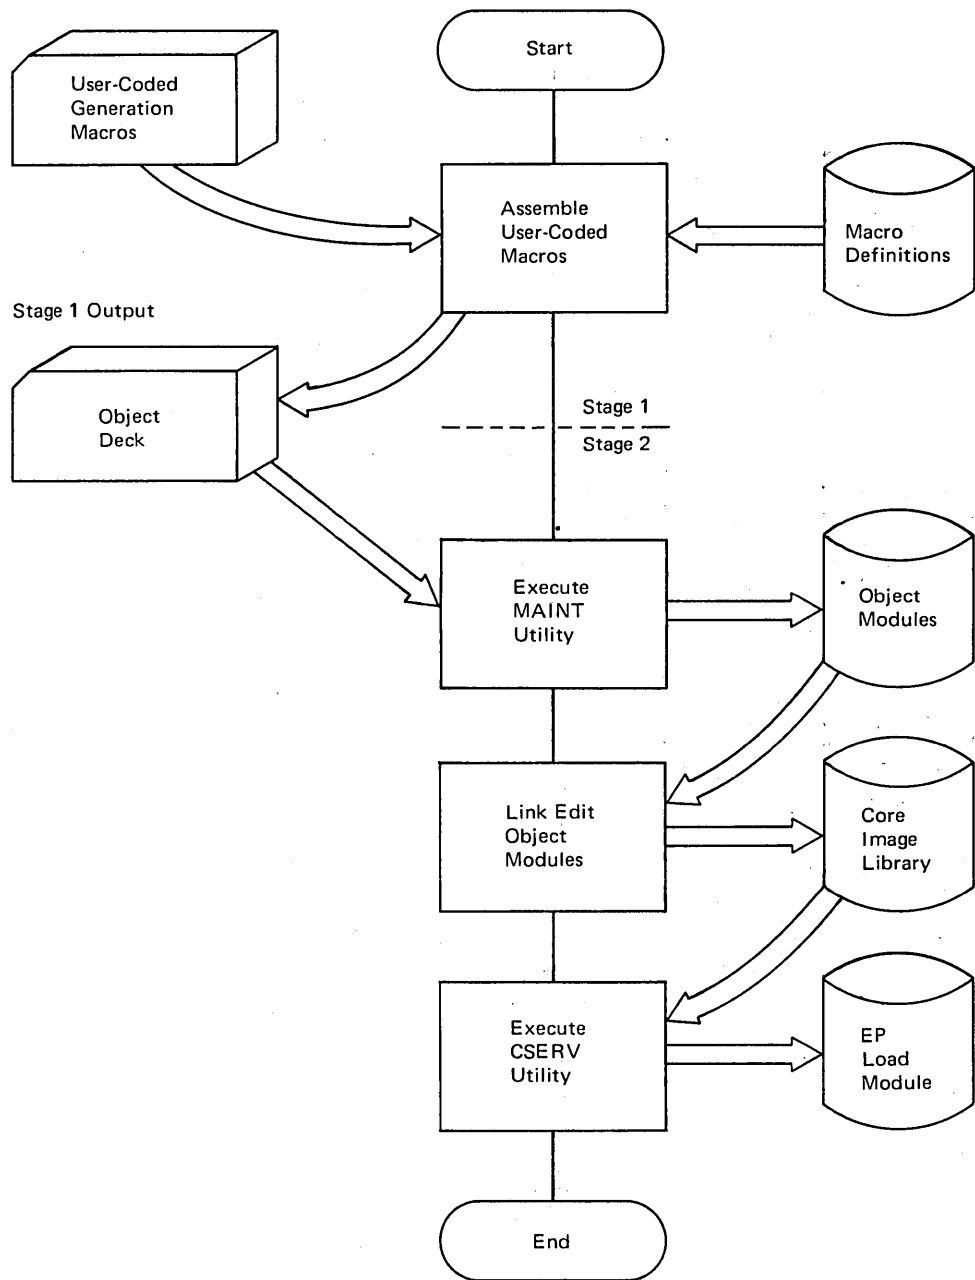 Start
User-Coded
Generation
Macros
Assemble
User-Coded
Macros
Macro
Definitions
Stage 1 Output
Object
Deck
Stage 1
Stage 2
Execute
MAINT
Utility
Object
Modules
Link Edit
Object
Modules
Core
Image
Library
Execute
CSERV
Utility
EP
Load
Module
End